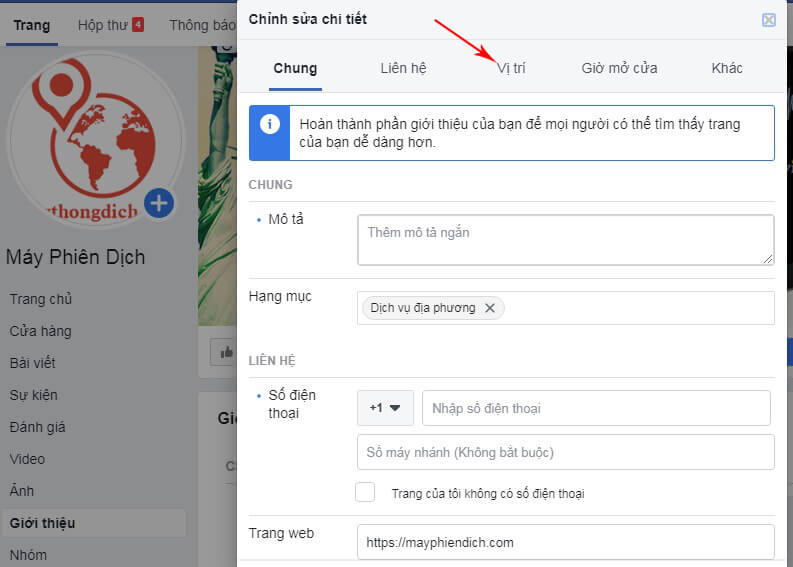 Trang
Hộp thư 4
Thông báo
Chỉnh sửa chi tiết
Chung
Liên hệ
Vị trí
Giờ mở cửa
Khác
Hoàn thành phần giới thiệu của bạn để mọi người có thể tìm thấy trang
của bạn dễ dàng hơn.
CHUNG
Mô tả
Thêm mô tả ngắn
Hạng mục
Dịch vụ địa phương
LIÊN HỆ
Số điện
thoại
+1
Nhập số điện thoại
Số máy nhánh (Không bắt buộc)
Trang của tôi không có số điện thoại
Trang web
https://mayphiendich.com
ythongdich
Máy Phiên Dịch
Trang chủ
Cửa hàng
Bài viết
Sự kiện
Đánh giá
Video
Ảnh
Giới thiệu
Nhóm